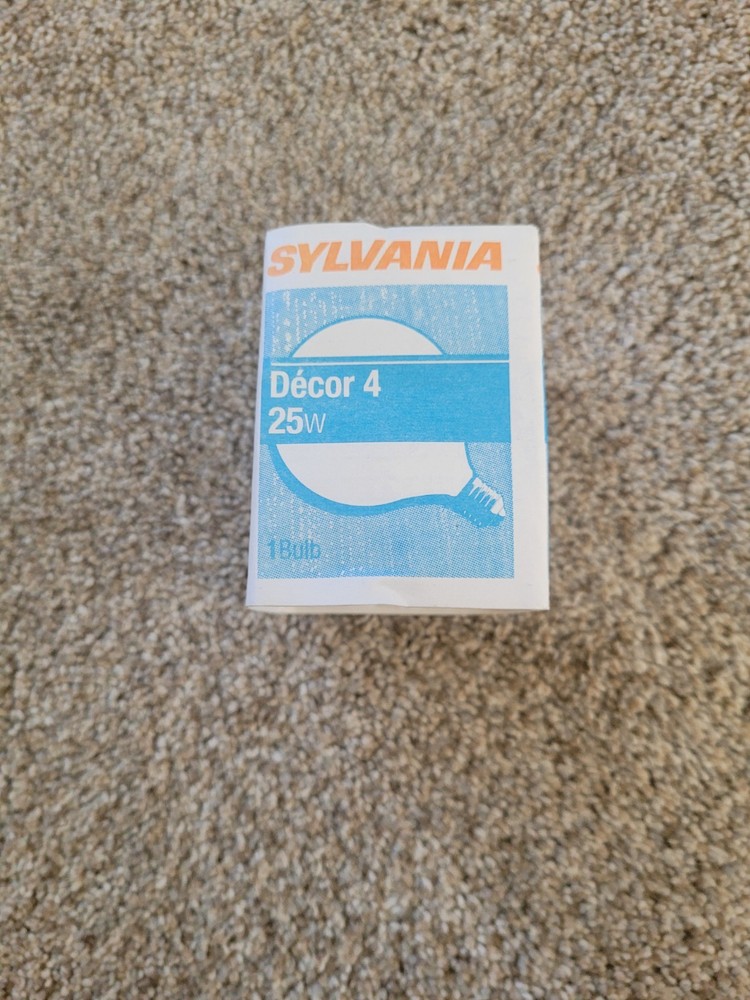 SYLVANIA
Décor 4
25W
1 Bulb